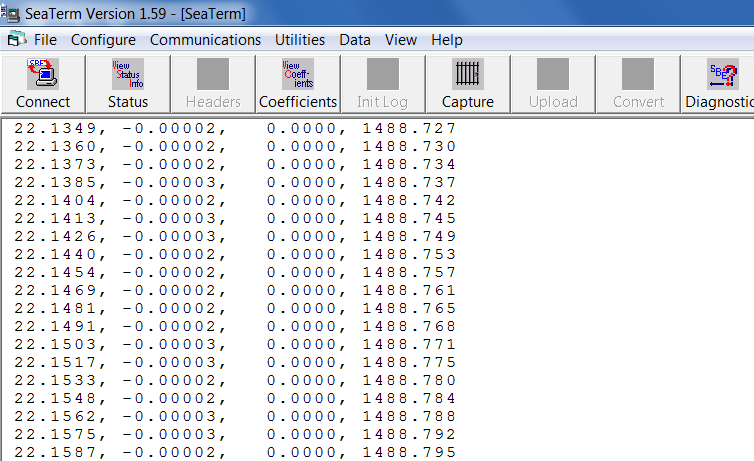 SeaTerm Version 1.59 - [SeaTerm]
File Configure Communications Utilities Data View Help
SBE View Status Info View Coeff-icients SBE ?
Connect Status Headers Coefficients Init Log Capture Upload Convert Diagnostic
22.1349, -0.00002, 0.0000, 1488.727
22.1360, -0.00002, 0.0000, 1488.730
22.1373, -0.00002, 0.0000, 1488.734
22.1385, -0.00003, 0.0000, 1488.737
22.1404, -0.00002, 0.0000, 1488.742
22.1413, -0.00003, 0.0000, 1488.745
22.1426, -0.00003, 0.0000, 1488.749
22.1440, -0.00002, 0.0000, 1488.753
22.1454, -0.00002, 0.0000, 1488.757
22.1469, -0.00002, 0.0000, 1488.761
22.1481, -0.00002, 0.0000, 1488.765
22.1491, -0.00002, 0.0000, 1488.768
22.1503, -0.00003, 0.0000, 1488.771
22.1517, -0.00003, 0.0000, 1488.775
22.1533, -0.00002, 0.0000, 1488.780
22.1548, -0.00002, 0.0000, 1488.784
22.1562, -0.00003, 0.0000, 1488.788
22.1575, -0.00003, 0.0000, 1488.792
22.1587, -0.00002, 0.0000, 1488.795